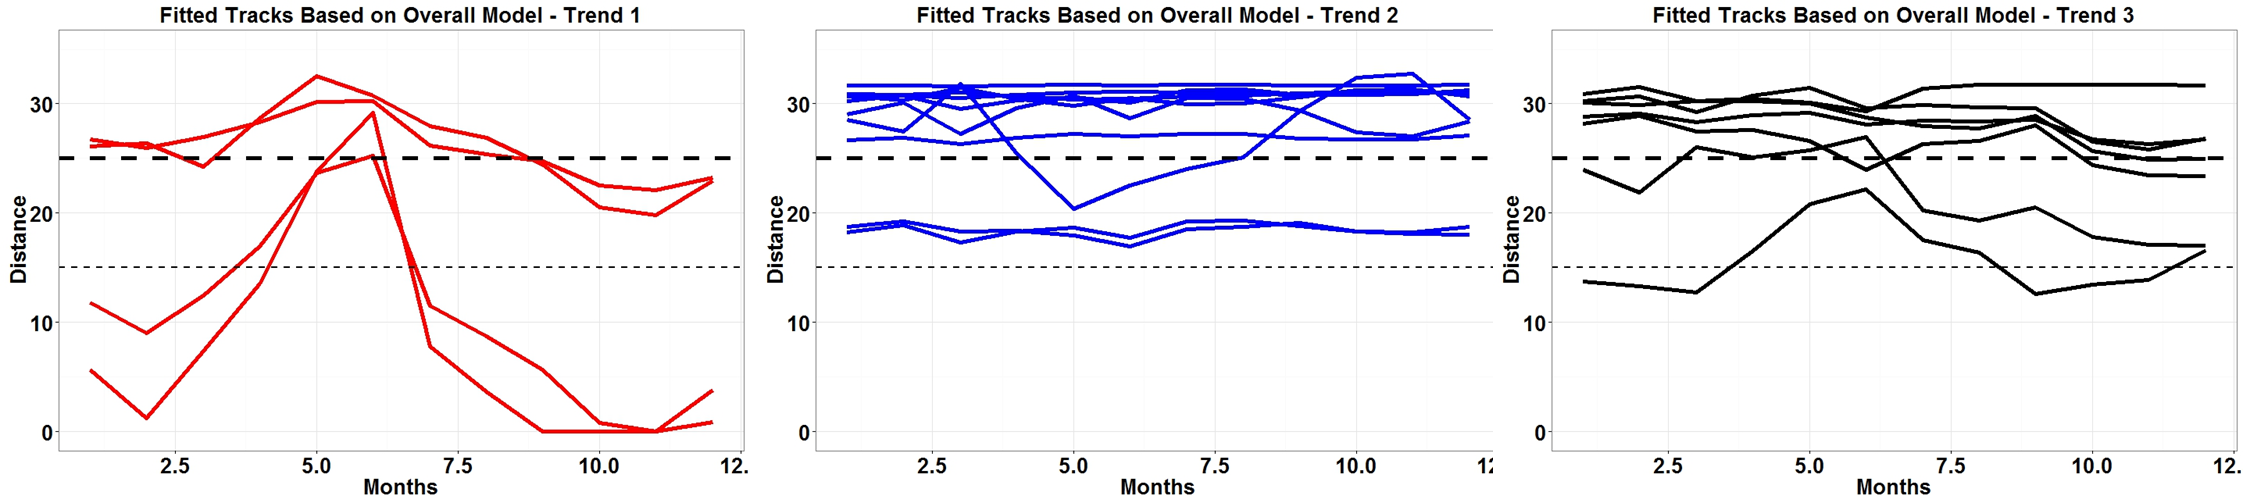 Fitted Tracks Based on Overall Model - Trend 1
30
20
10
0
Distance
2.5 5.0 7.5 10.0 12.
Months
Fitted Tracks Based on Overall Model - Trend 2
30
20
10
0
Distance
2.5 5.0 7.5 10.0 12
Months
Fitted Tracks Based on Overall Model - Trend 3
30
20
10
0
Distance
2.5 5.0 7.5 10.0 12.
Months